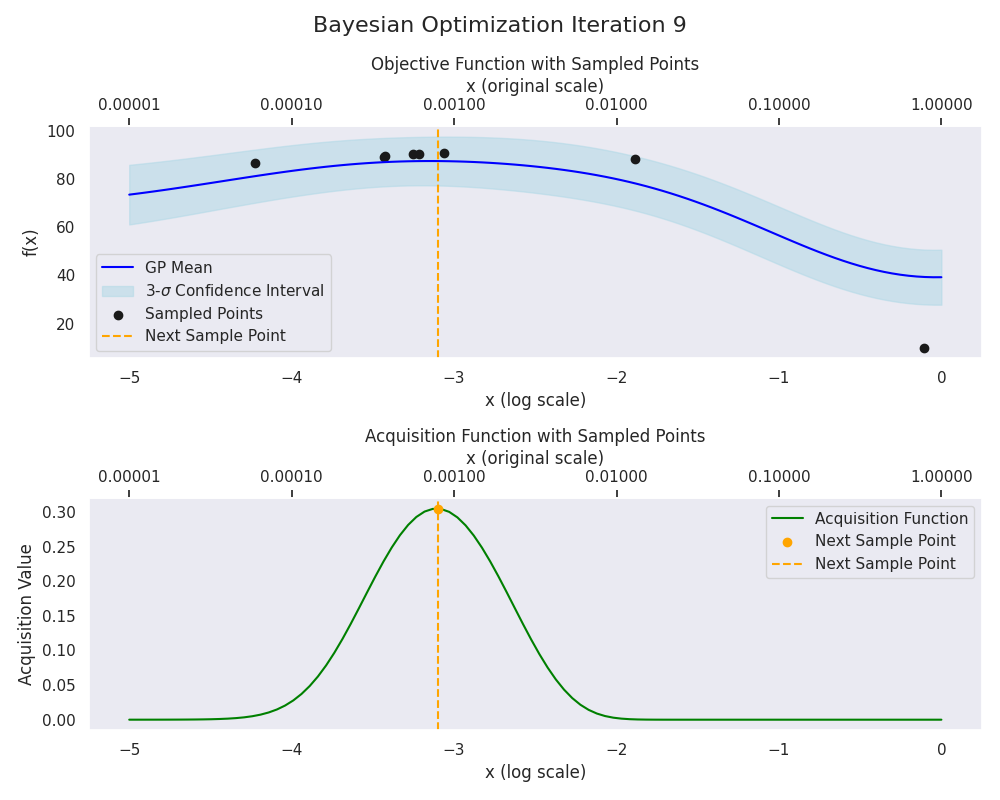 Bayesian Optimization Iteration 9
Objective Function with Sampled Points
x (original scale)
0.00001 0.00010 0.00100 0.01000 0.10000 1.00000
100
80
60
40
20
f(x)
GP Mean
3-σ Confidence Interval
Sampled Points
Next Sample Point
−5 −4 −3 −2 −1 0
x (log scale)
Acquisition Function with Sampled Points
x (original scale)
0.00001 0.00010 0.00100 0.01000 0.10000 1.00000
0.30
0.25
0.20
0.15
0.10
0.05
0.00
Acquisition Value
Acquisition Function
Next Sample Point
Next Sample Point
−5 −4 −3 −2 −1 0
x (log scale)